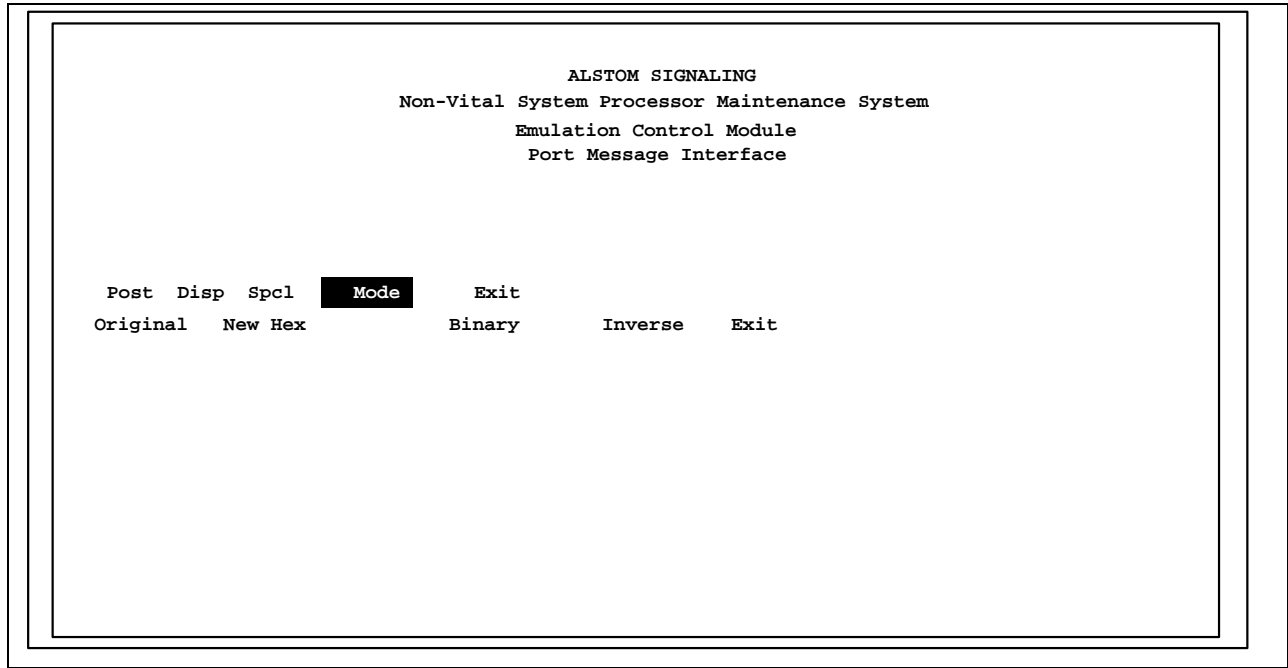 ALSTOM SIGNALING
Non-Vital System Processor Maintenance System
Emulation Control Module
Port Message Interface
Post Disp Spcl Mode Exit
Original New Hex Binary Inverse Exit